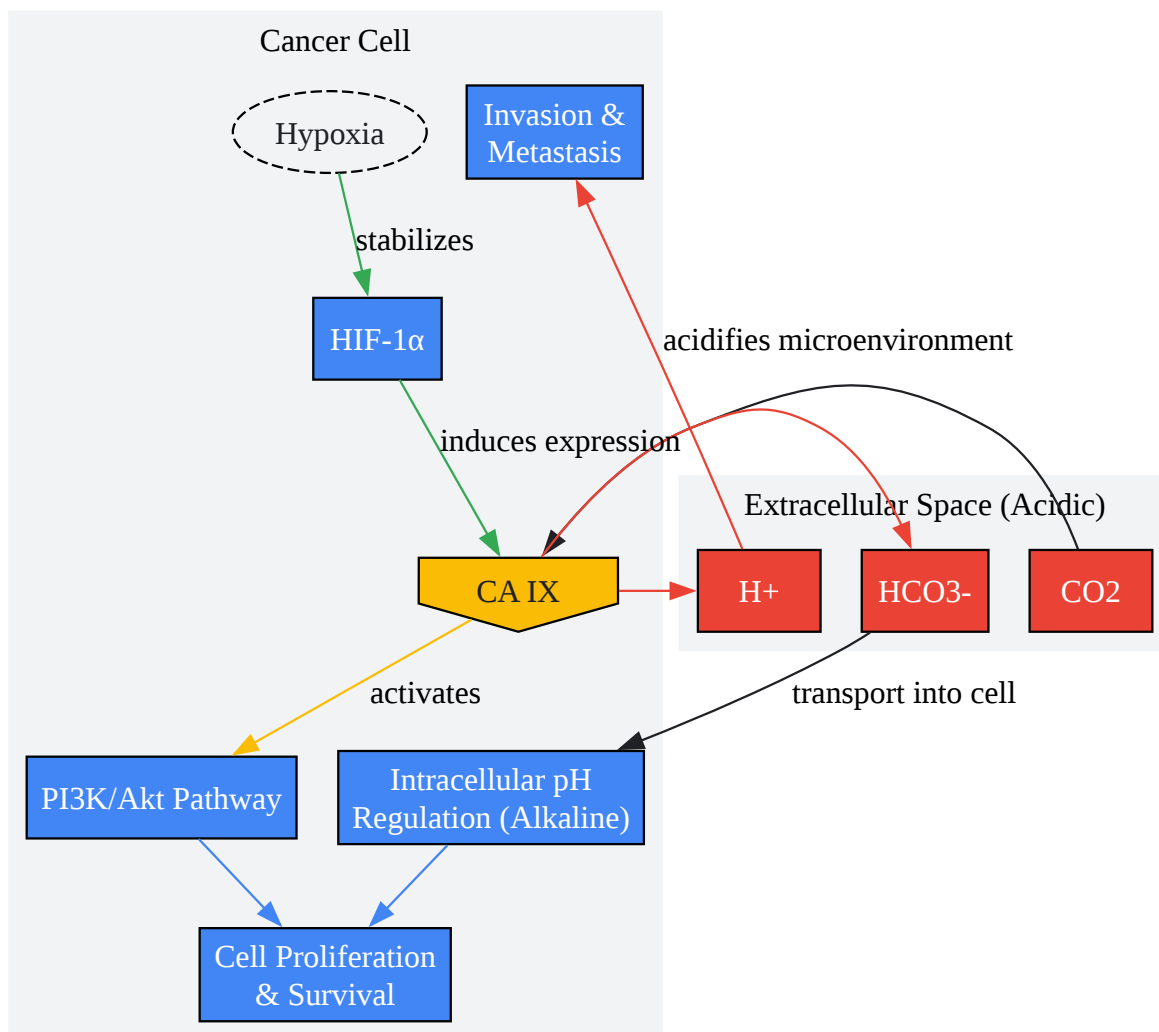 Cancer Cell
Hypoxia
Invasion &
Metastasis
stabilizes
HIF-1α
acidifies microenvironment
induces expression
Extracellular Space (Acidic)
CA IX
H+
HCO3-
CO2
activates
transport into cell
PI3K/Akt Pathway
Intracellular pH
Regulation (Alkaline)
Cell Proliferation
& Survival